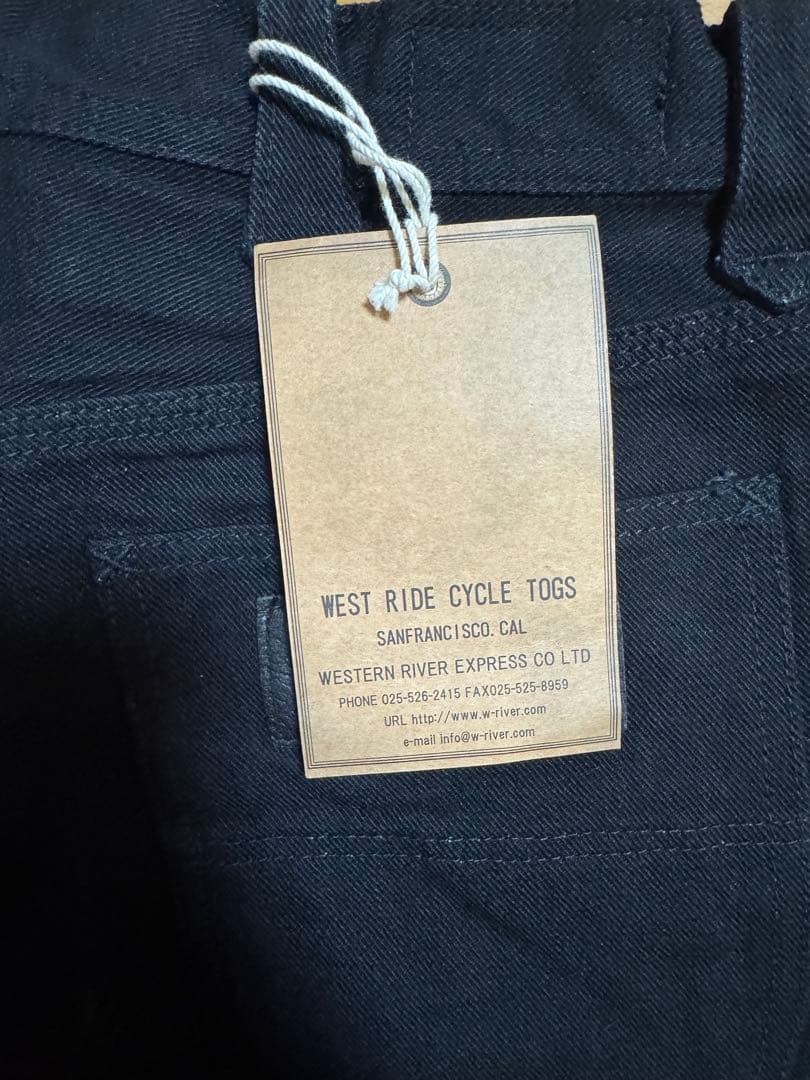 WEST RIDE CYCLE TOGS
SANFRANCISCO. CAL
WESTERN RIVER EXPRESS CO LTD
PHONE 025-526-2415 FAX025-525-8959
URL http://www.w-river.com
e-mail info@w-river.com